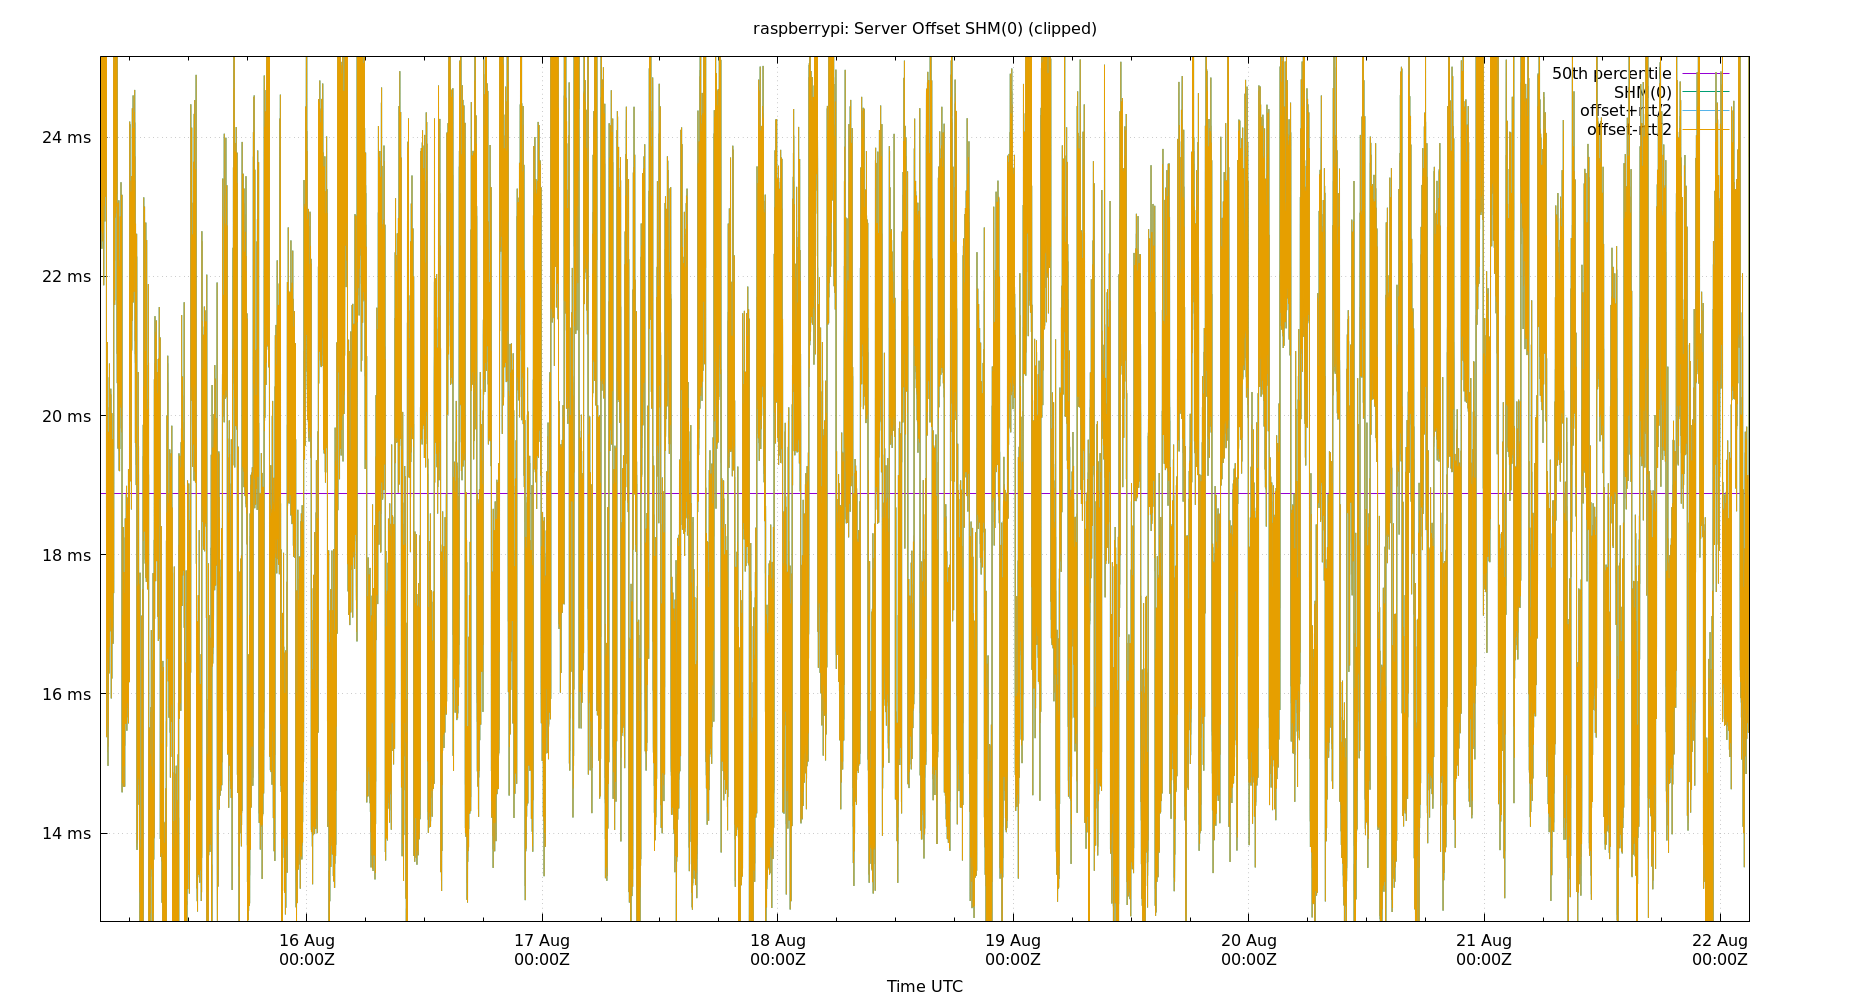 raspberrypi: Server Offset SHM(0) (clipped)
50th percentile
SHM(0)
offset+rtt/2
offset-rtt/2
24 ms
22 ms
20 ms
18 ms
16 ms
14 ms
16 Aug 17 Aug 18 Aug 19 Aug 20 Aug 21 Aug 22 Aug
00:00Z 00:00Z 00:00Z 00:00Z 00:00Z 00:00Z 00:00Z
Time UTC